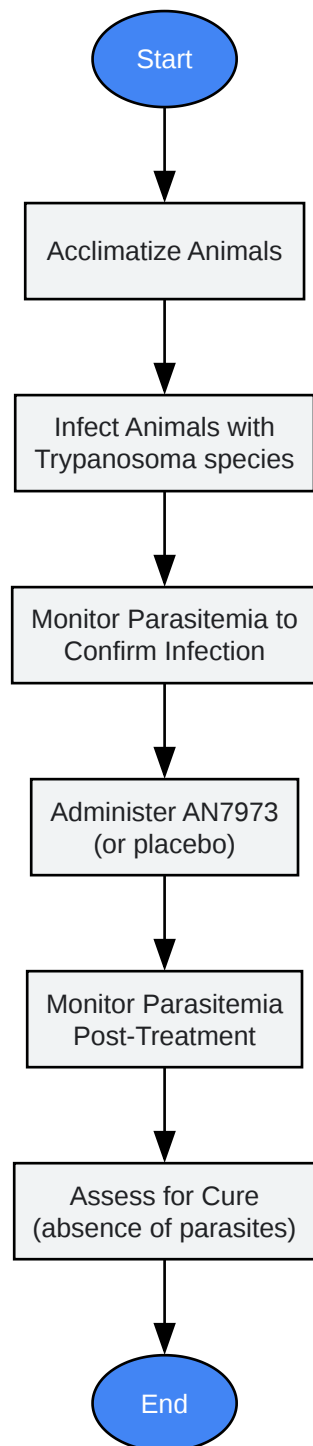 Start
Acclimatize Animals
Infect Animals with
Trypanosoma species
Monitor Parasitemia to
Confirm Infection
Administer AN7973
(or placebo)
Monitor Parasitemia
Post-Treatment
Assess for Cure
(absence of parasites)
End